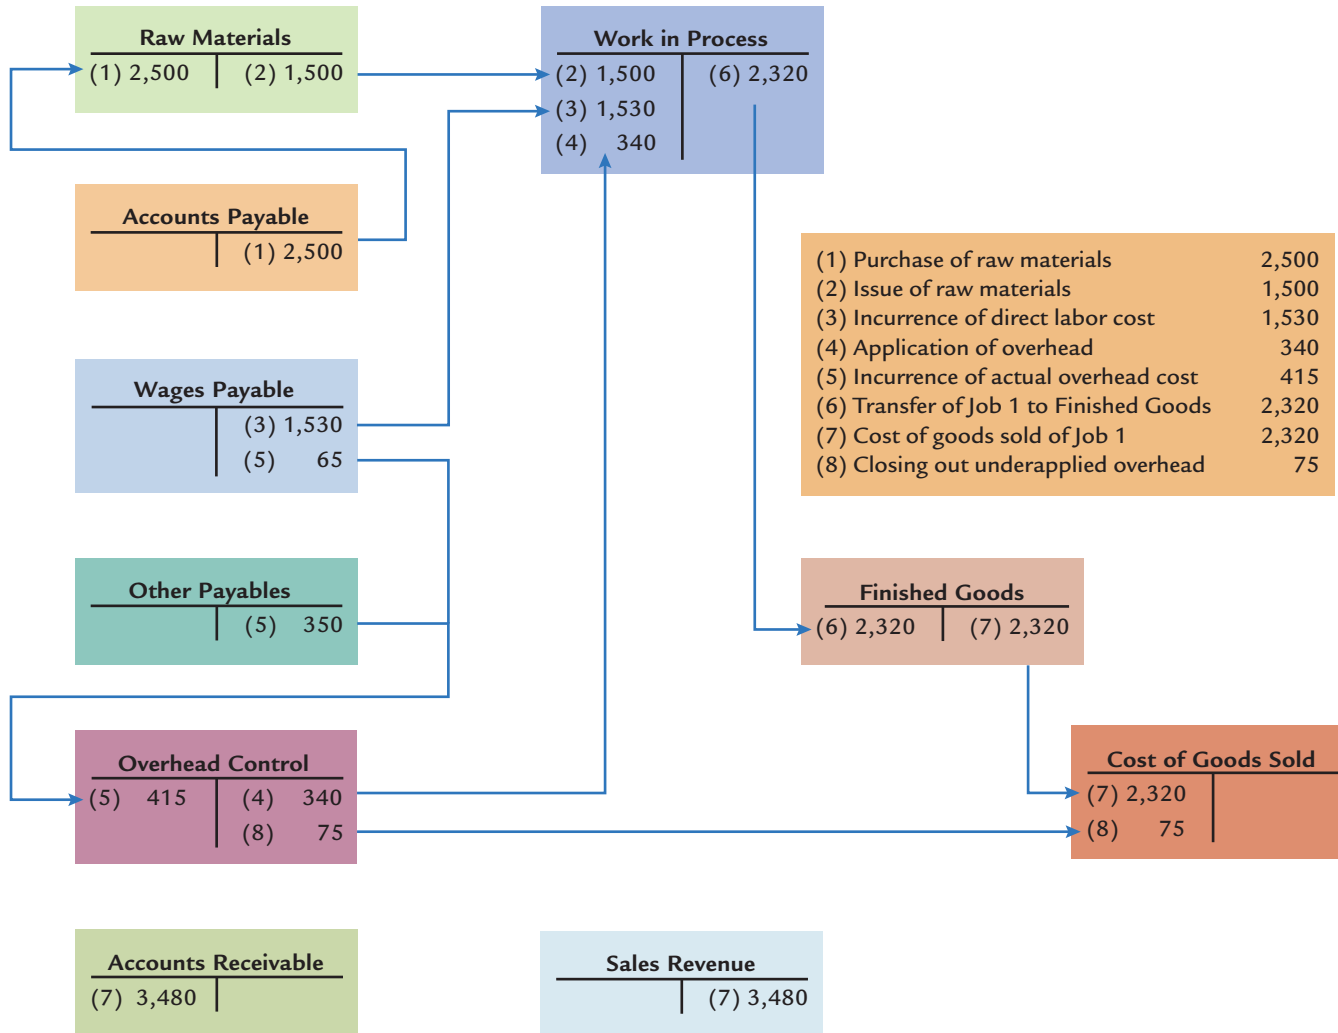 Raw Materials
(1) 2,500 (2) 1,500
Work in Process
(2) 1,500 (6) 2,320
(3) 1,530
(4) 340
Accounts Payable
(1) 2,500
(1) Purchase of raw materials 2,500
(2) Issue of raw materials 1,500
(3) Incurrence of direct labor cost 1,530
(4) Application of overhead 340
(5) Incurrence of actual overhead cost 415
(6) Transfer of Job 1 to Finished Goods 2,320
(7) Cost of goods sold of Job 1 2,320
(8) Closing out underapplied overhead 75
Wages Payable
(3) 1,530
(5) 65
Other Payables
(5) 350
Finished Goods
(6) 2,320 (7) 2,320
Overhead Control
(5) 415 (4) 340
(8) 75
Cost of Goods Sold
(7) 2,320
(8) 75
Accounts Receivable
(7) 3,480
Sales Revenue
(7) 3,480